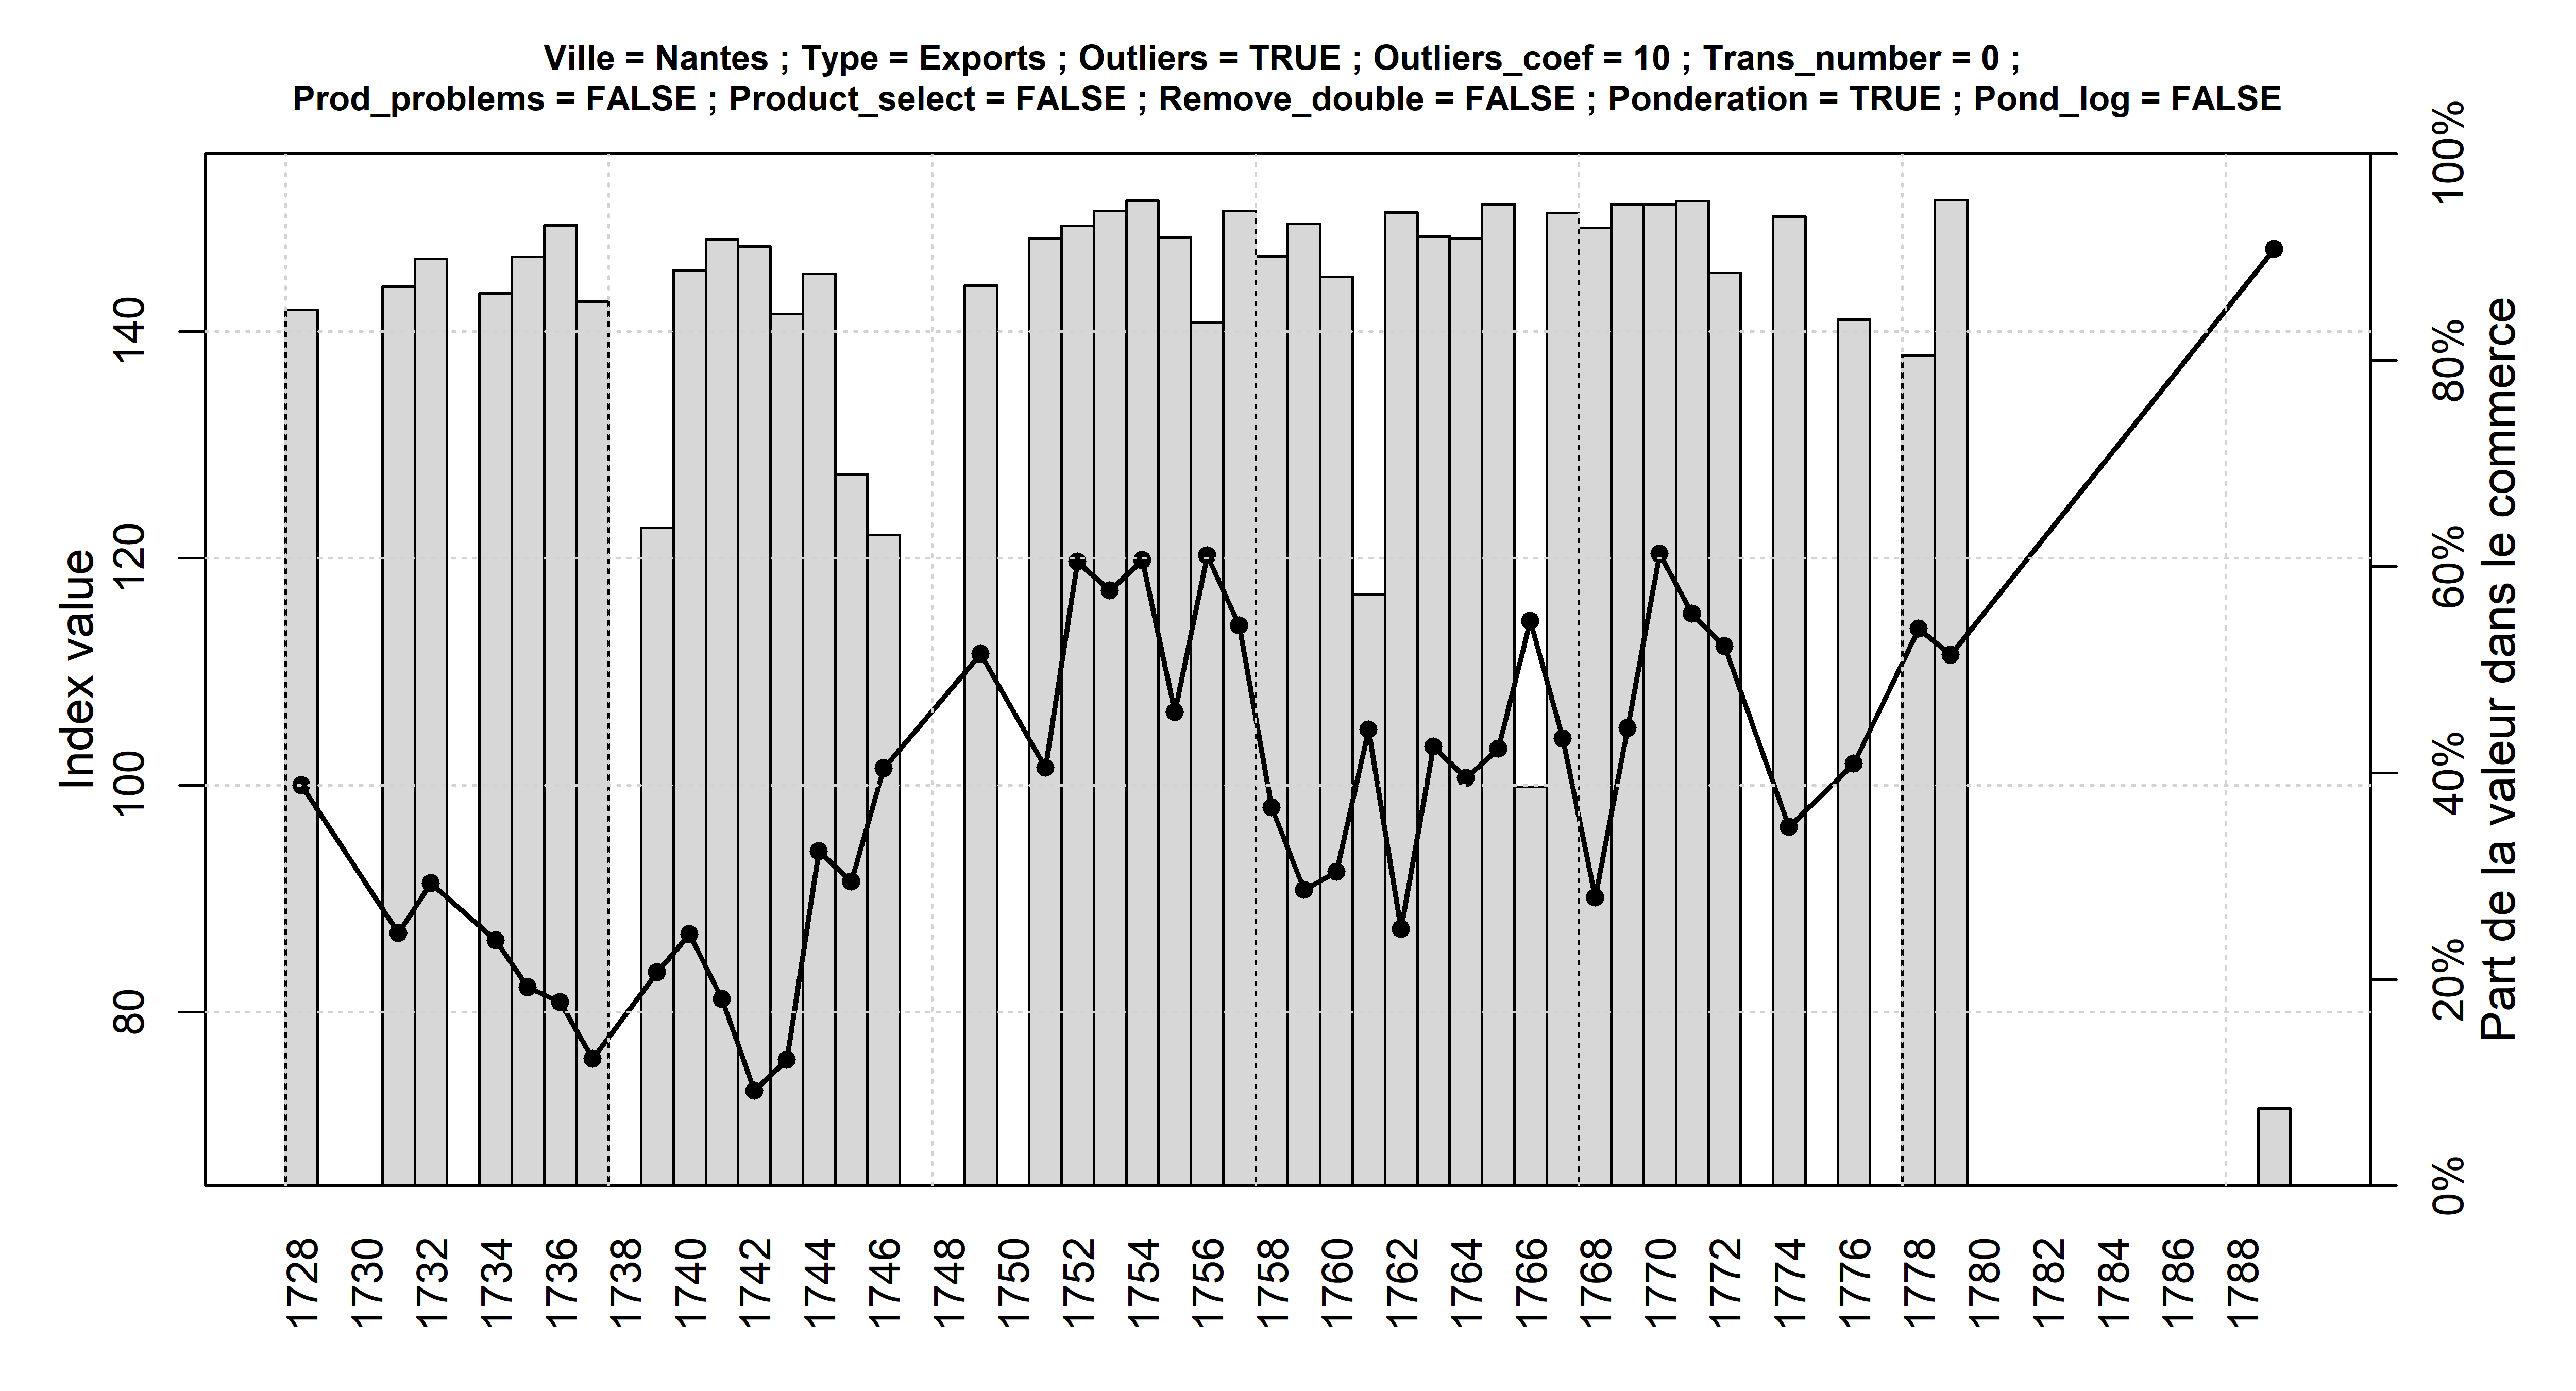 Ville = Nantes ; Type = Exports ; Outliers = TRUE ; Outliers_coef = 10 ; Trans_number = 0 ;
Prod_problems = FALSE ; Product_select = FALSE ; Remove_double = FALSE ; Ponderation = TRUE ; Pond_log = FALSE
Index value
140
120
100
80
100%
80%
60%
40%
20%
0%
Part de la valeur dans le commerce
1728 1730 1732 1734 1736 1738 1740 1742 1744 1746 1748 1750 1752 1754 1756 1758 1760 1762 1764 1766 1768 1770 1772 1774 1776 1778 1780 1782 1784 1786 1788